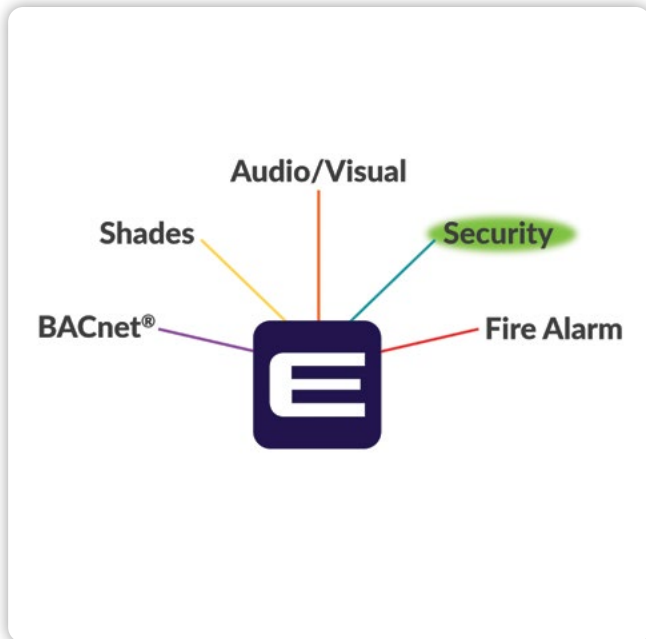 Audio/Visual
Shades
Security
BACnet®
Fire Alarm
E